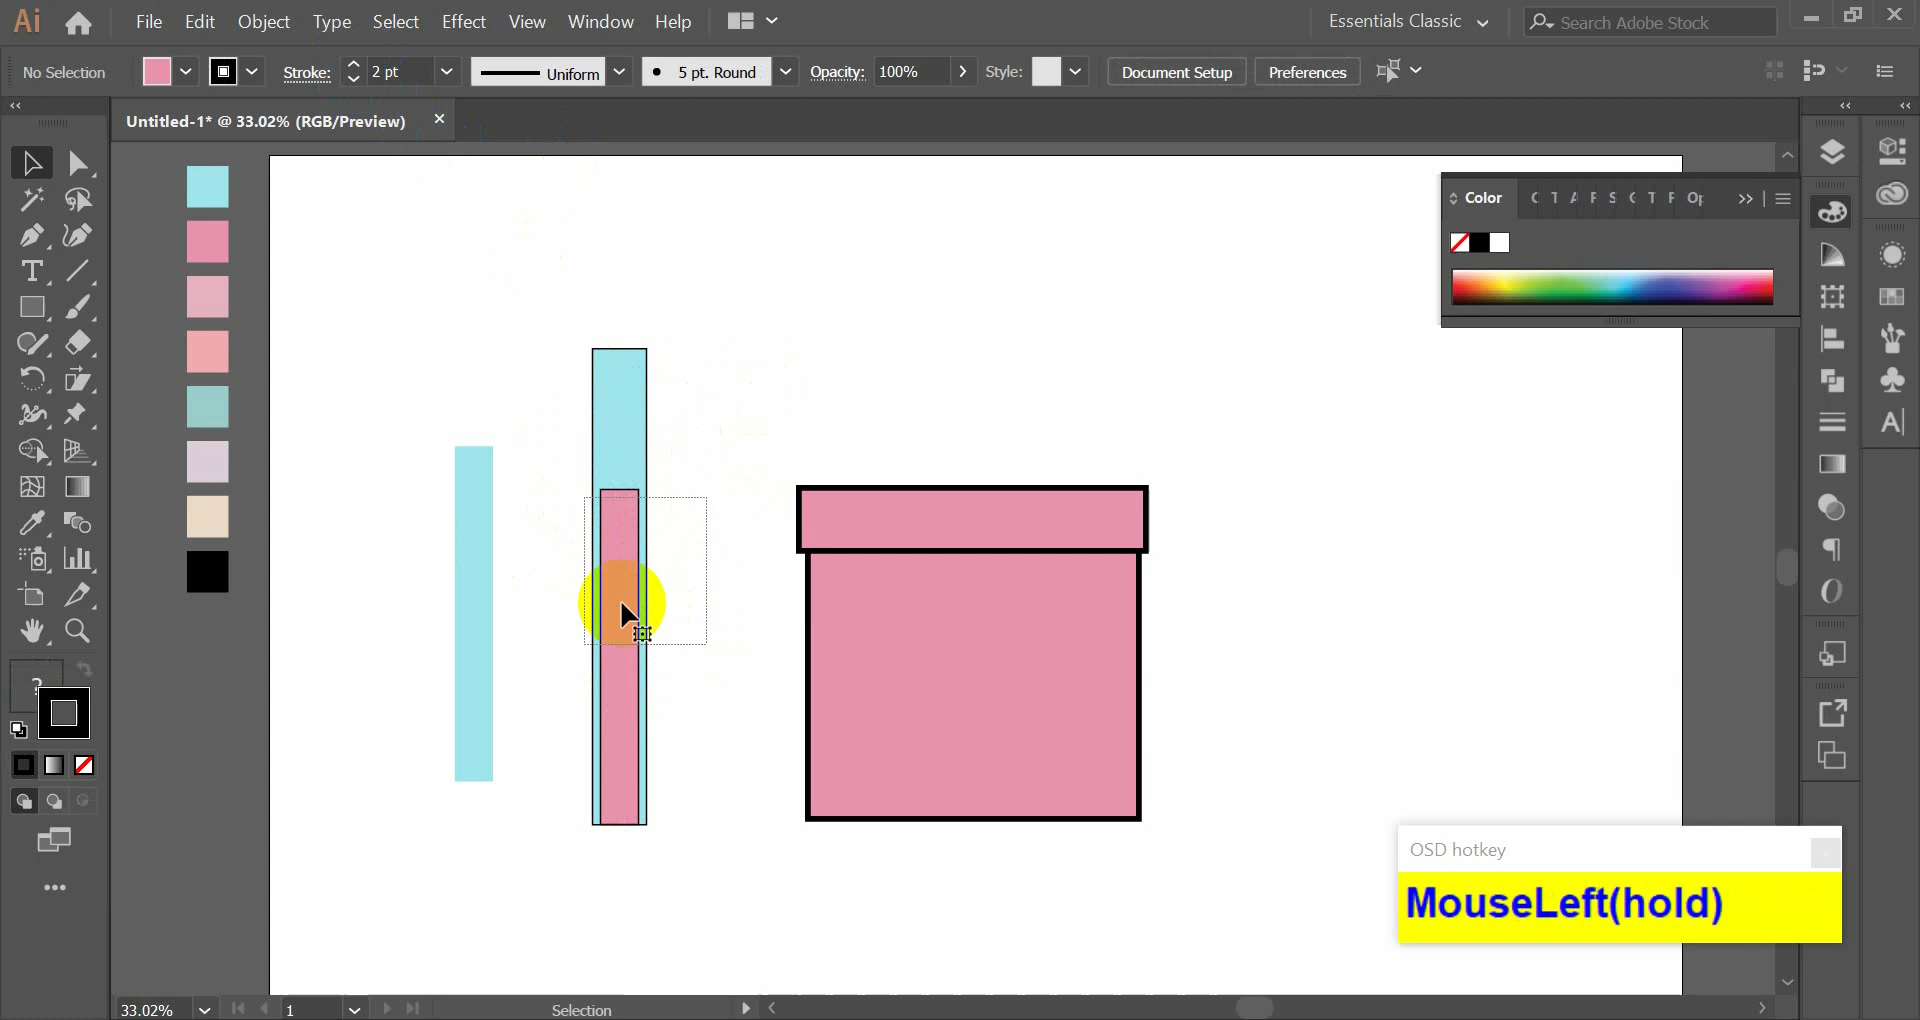 Ai File Edit Object Type Select Effect View Window Help Essentials Classic Search Adobe Stock
No Selection Stroke: 2 pt Uniform 5 pt. Round Opacity: 100% Style: Document Setup Preferences
Untitled-1* @ 33.02% (RGB/Preview)
Color
OSD hotkey
MouseLeft(hold)
33.02% 1 Selection